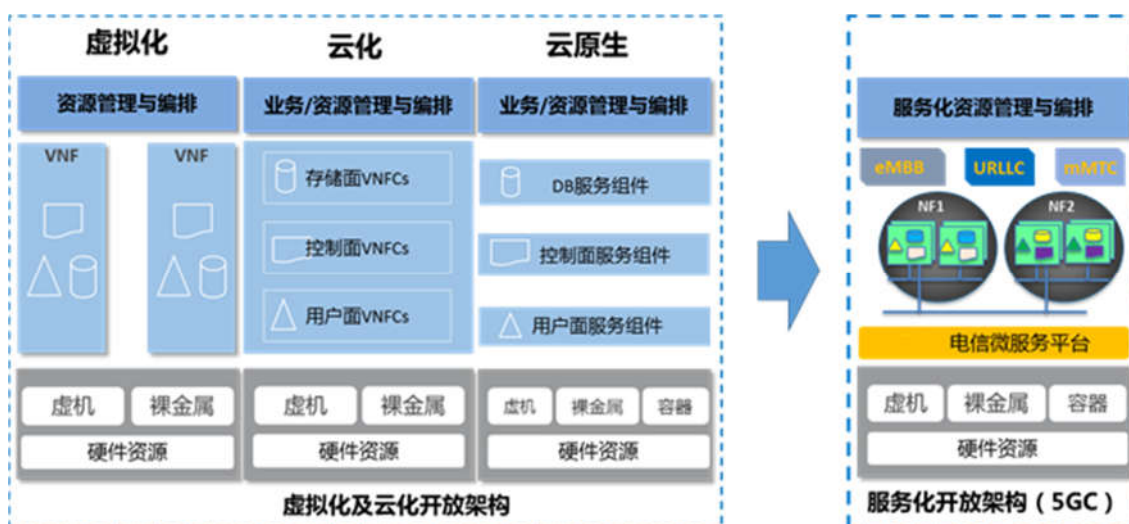 虚拟化
云化
云原生
资源管理与编排
业务/资源管理与编排
业务/资源管理与编排
服务化资源管理与编排
VNF
VNF
存储面VNFCs
控制面VNFCs
用户面VNFCs
DB服务组件
控制面服务组件
用户面服务组件
eMBB
URLLC
mMTC
NF1
NF2
电信微服务平台
虚机
裸金属
硬件资源
虚机
裸金属
硬件资源
虚机
裸金属
容器
硬件资源
虚机
裸金属
容器
硬件资源
虚拟化及云化开放架构
服务化开放架构（5GC）